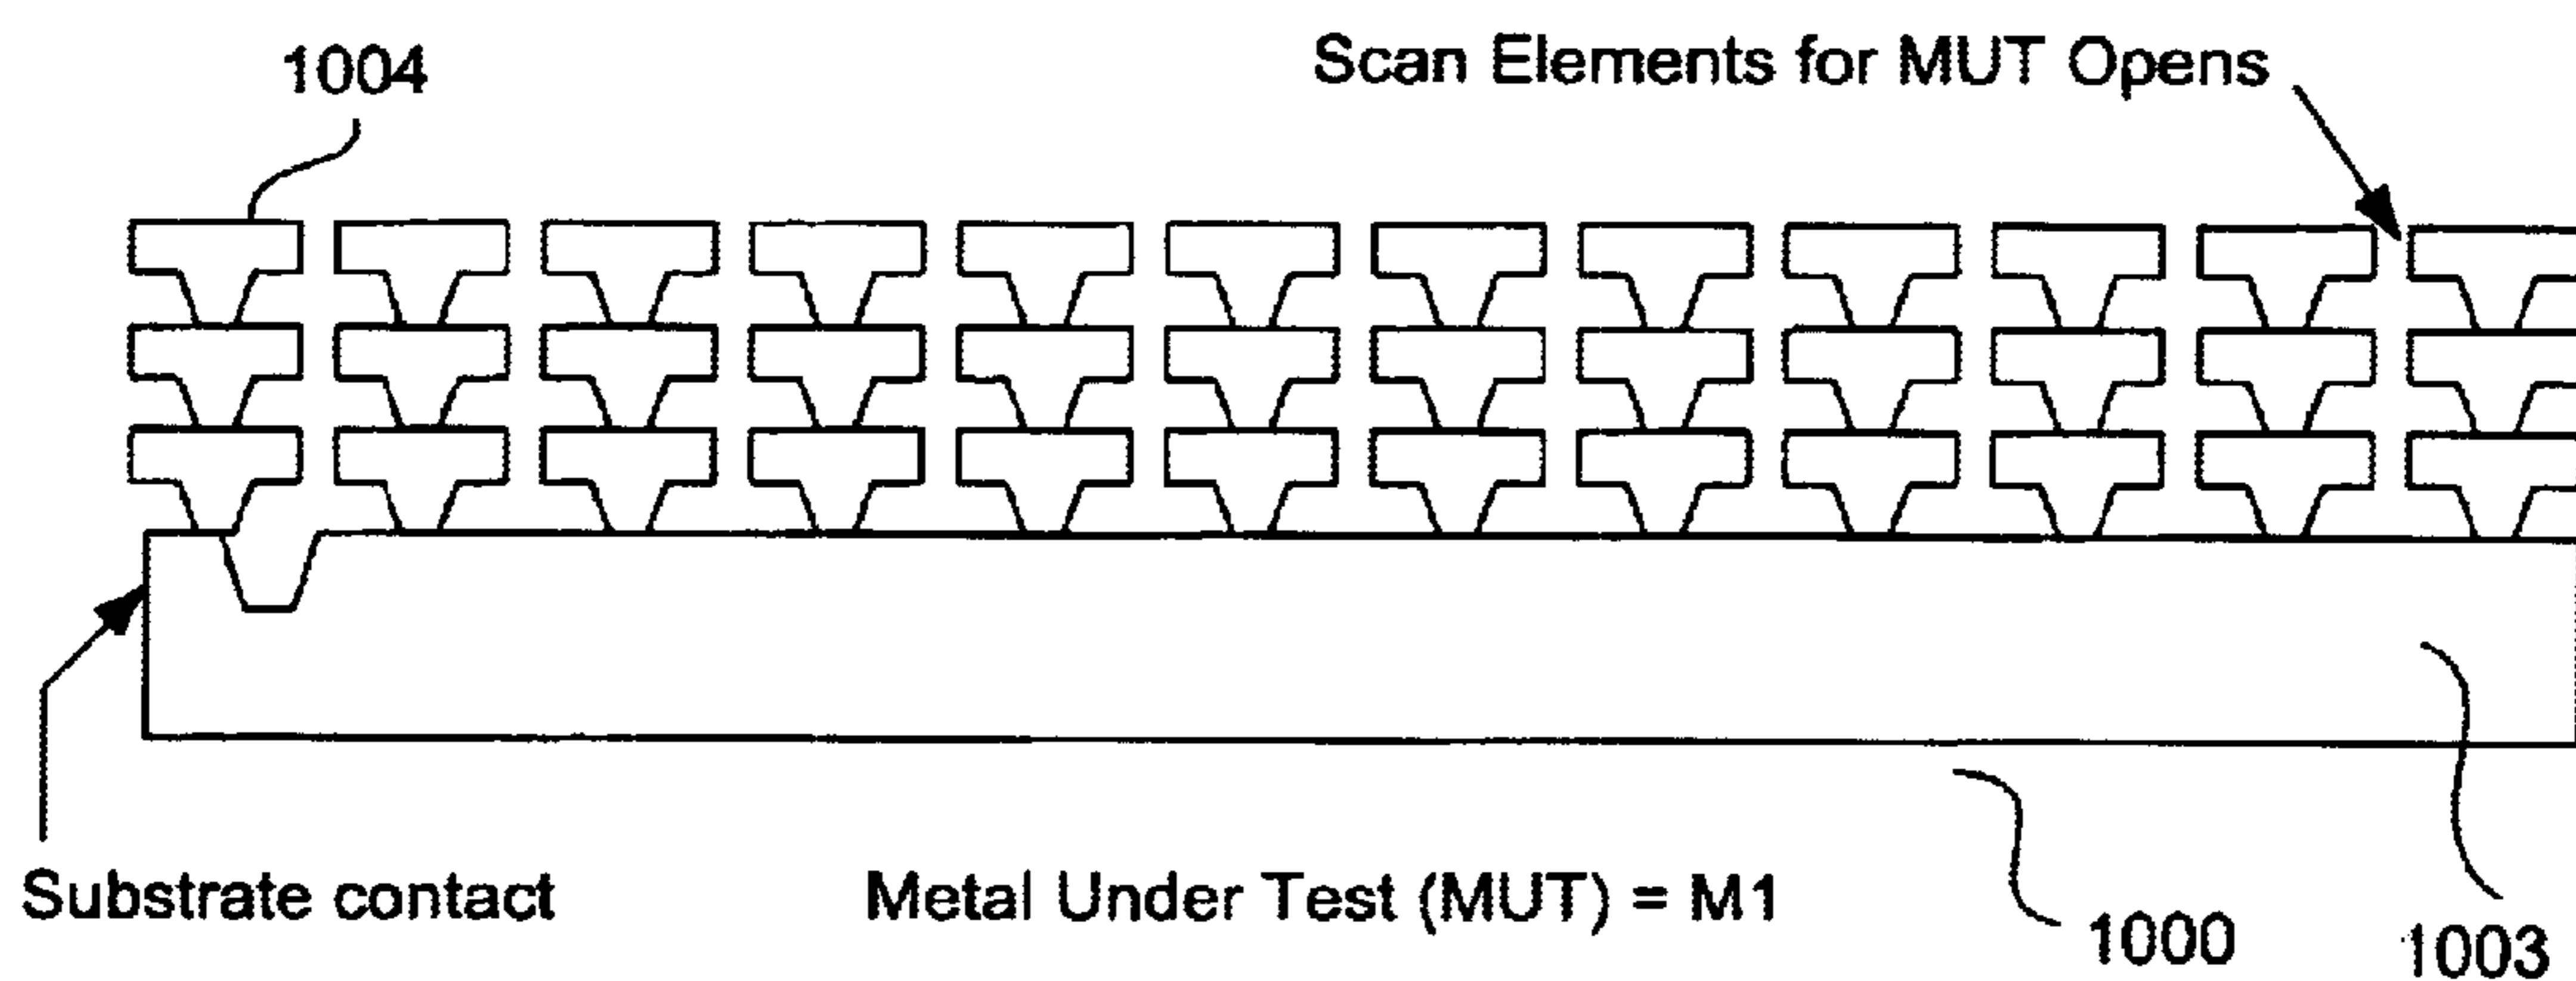 1004
Scan Elements for MUT Opens
Substrate contact
Metal Under Test (MUT) = M1
1000
1003